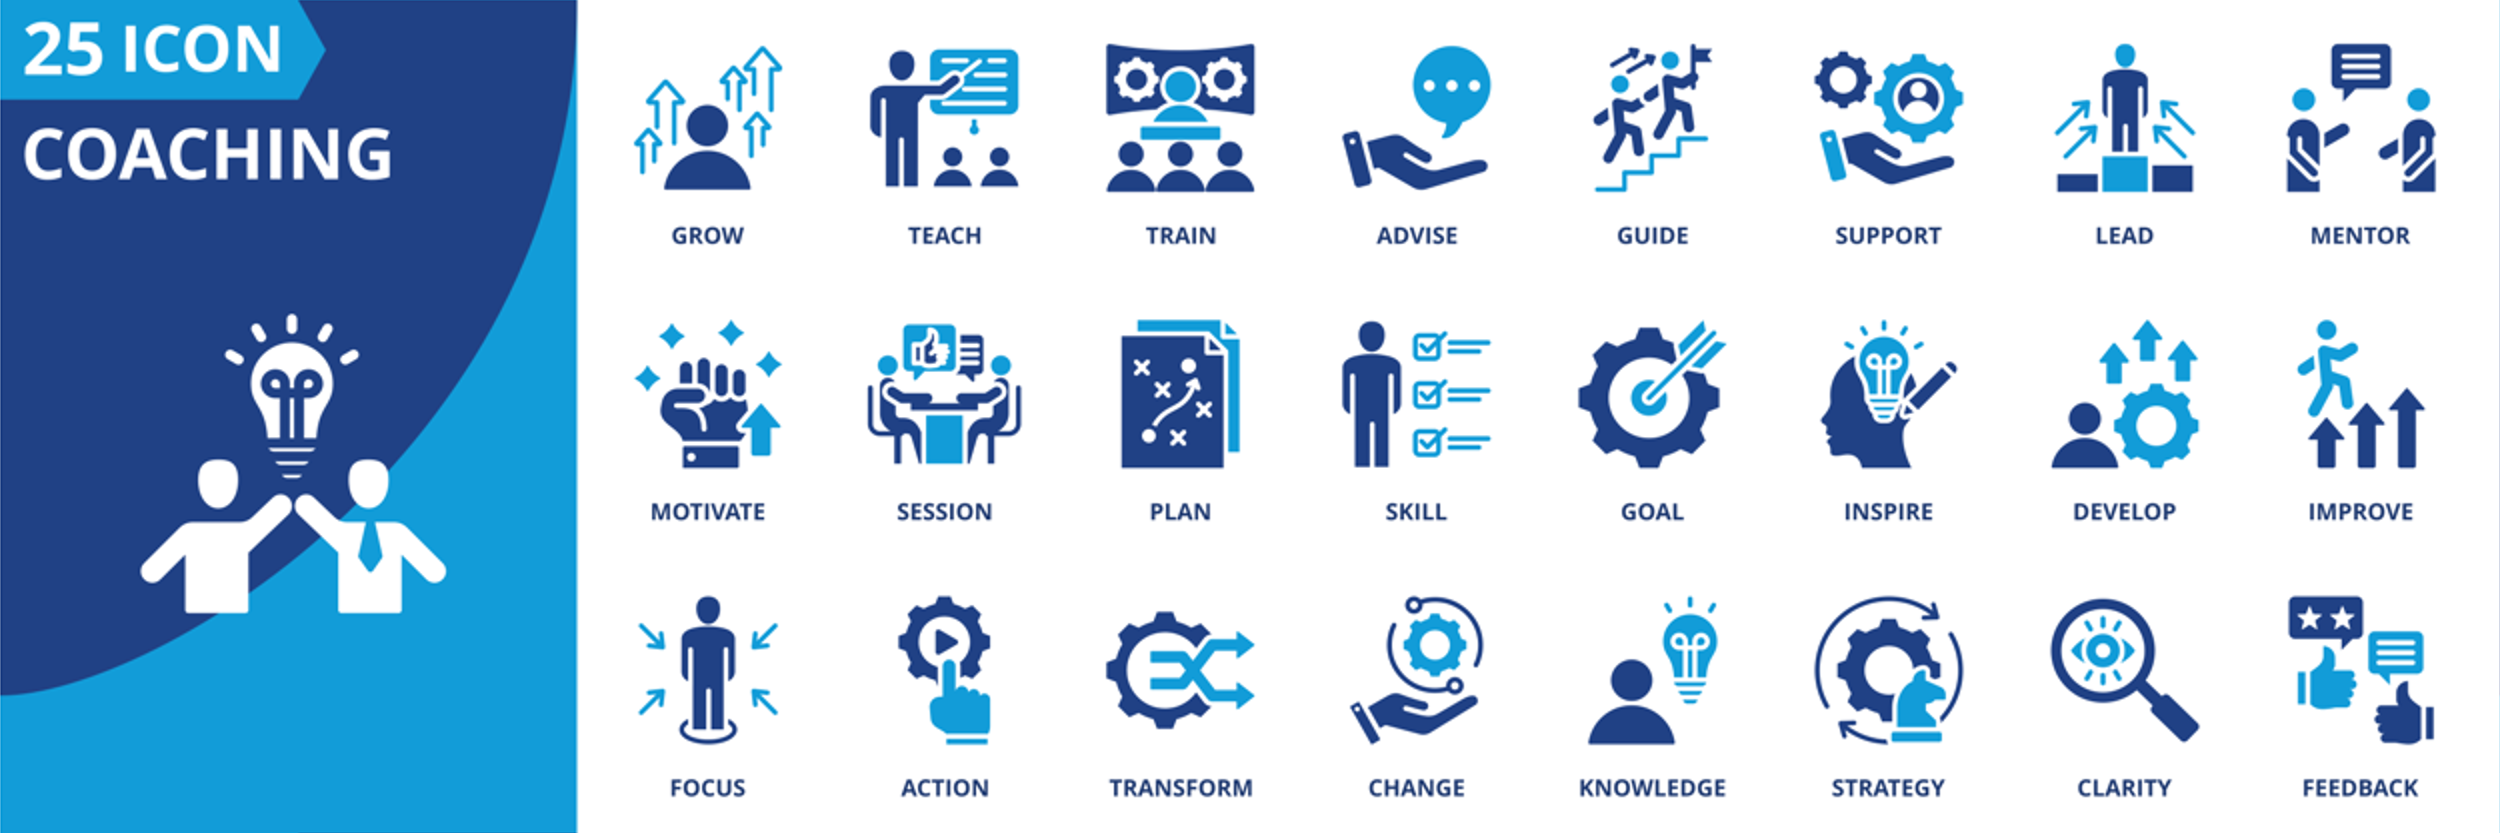 25 ICON
COACHING
GROW
TEACH
TRAIN
ADVISE
GUIDE
SUPPORT
LEAD
MENTOR
MOTIVATE
SESSION
PLAN
SKILL
GOAL
INSPIRE
DEVELOP
IMPROVE
FOCUS
ACTION
TRANSFORM
CHANGE
KNOWLEDGE
STRATEGY
CLARITY
FEEDBACK